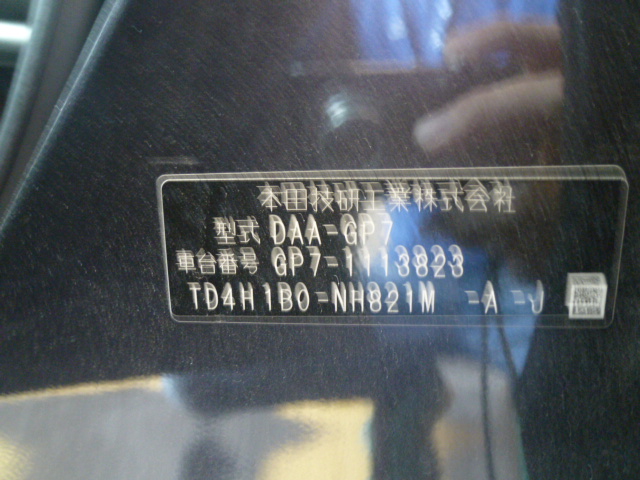 本田技研工業株式会社
型式 DAA-GP7
車台番号 GP7-1113823
TD4H1B0-NH821M -A -J